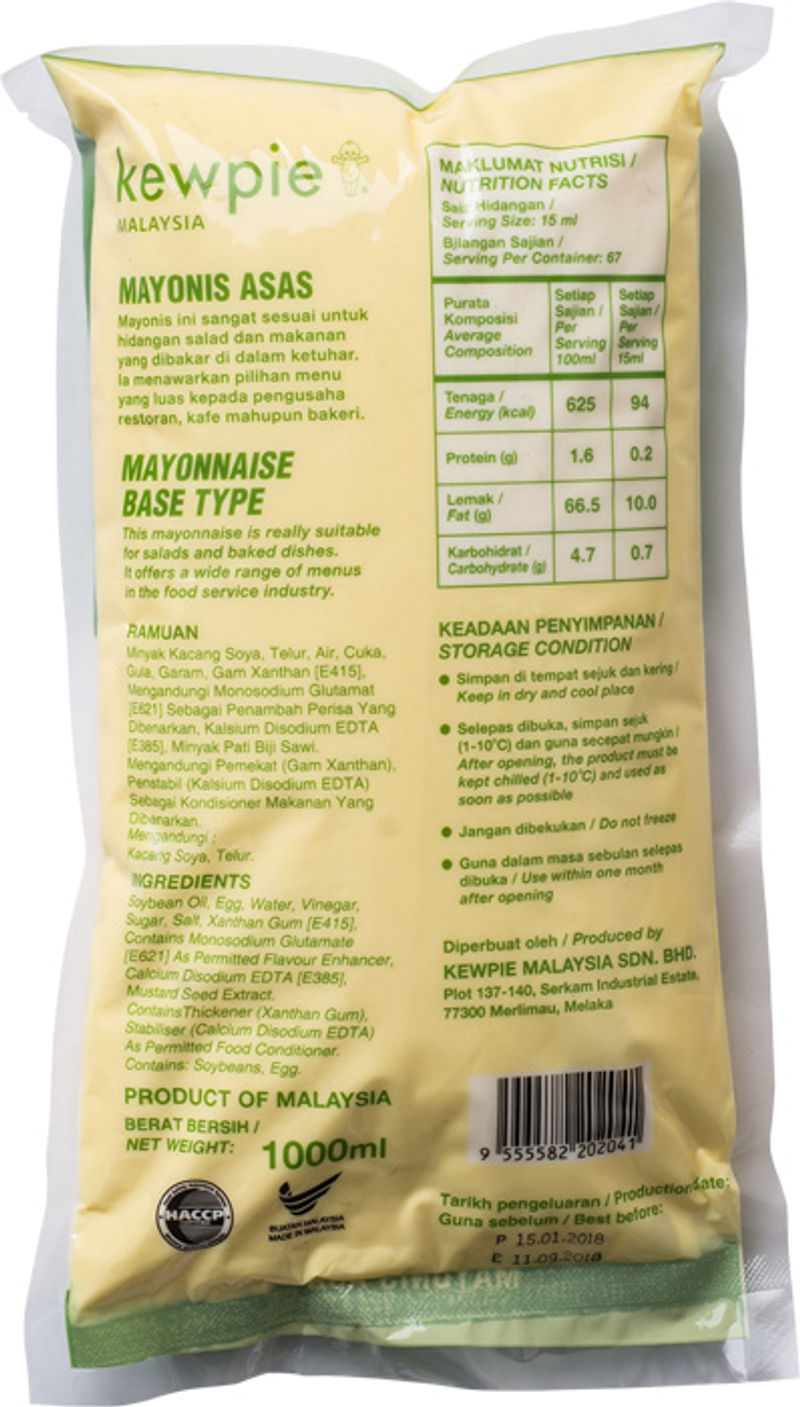 kewpie
MALAYSIA
MAYONIS ASAS
Mayonis ini sangat sesuai untuk
hidangan salad dan makanan
yang dibakar di dalam ketuhar.
Ia menawarkan pilihan menu
yang luas kepada pengusaha
restoran, kafe mahupun bakeri.
MAYONNAISE
BASE TYPE
This mayonnaise is really suitable
for salads and baked dishes.
It offers a wide range of menus
in the food service industry.
RAMUAN
Minyak Kacang Soya, Telur, Air, Cuka,
Gula, Garam, Gam Xanthan [E415],
Mengandungi Monosodium Glutamat
[E621] Sebagai Penambah Perisa Yang
Dibenarkan, Kalsium Disodium EDTA
[E385], Minyak Pati Biji Sawi.
Mengandungi Pemekat (Gam Xanthan),
Penstabil (Kalsium Disodium EDTA)
Sebagai Kondisioner Makanan Yang
Dibenarkan.
Mengandungi :
Kacang Soya, Telur.
INGREDIENTS
Soybean Oil, Egg, Water, Vinegar,
Sugar, Salt, Xanthan Gum [E415],
Contains Monosodium Glutamate
[E621] As Permitted Flavour Enhancer,
Calcium Disodium EDTA [E385],
Mustard Seed Extract.
ContainsThickener (Xanthan Gum),
Stabiliser (Calcium Disodium EDTA)
As Permitted Food Conditioner.
Contains: Soybeans, Egg.
PRODUCT OF MALAYSIA
BERAT BERSIH /
NET WEIGHT: 1000ml
HACCP
BUATAN MALAYSIA
MADE IN MALAYSIA
MAKLUMAT NUTRISI /
NUTRITION FACTS
Saiz Hidangan /
Serving Size: 15 ml
Bilangan Sajian /
Serving Per Container: 67
Purata
Komposisi
Average
Composition
Setiap
Sajian /
Per
Serving
100ml
Setiap
Sajian /
Per
Serving
15ml
Tenaga /
Energy (kcal) 625 94
Protein (g) 1.6 0.2
Lemak /
Fat (g) 66.5 10.0
Karbohidrat /
Carbohydrate (g) 4.7 0.7
KEADAAN PENYIMPANAN /
STORAGE CONDITION
● Simpan di tempat sejuk dan kering /
Keep in dry and cool place
● Selepas dibuka, simpan sejuk
(1-10°C) dan guna secepat mungkin /
After opening, the product must be
kept chilled (1-10°C) and used as
soon as possible
● Jangan dibekukan / Do not freeze
● Guna dalam masa sebulan selepas
dibuka / Use within one month
after opening
Diperbuat oleh / Produced by
KEWPIE MALAYSIA SDN. BHD.
Plot 137-140, Serkam Industrial Estate,
77300 Merlimau, Melaka
9 555582 202041
Tarikh pengeluaran / Production date:
Guna sebelum / Best before:
P 15.01.2018
E 11.09.2018